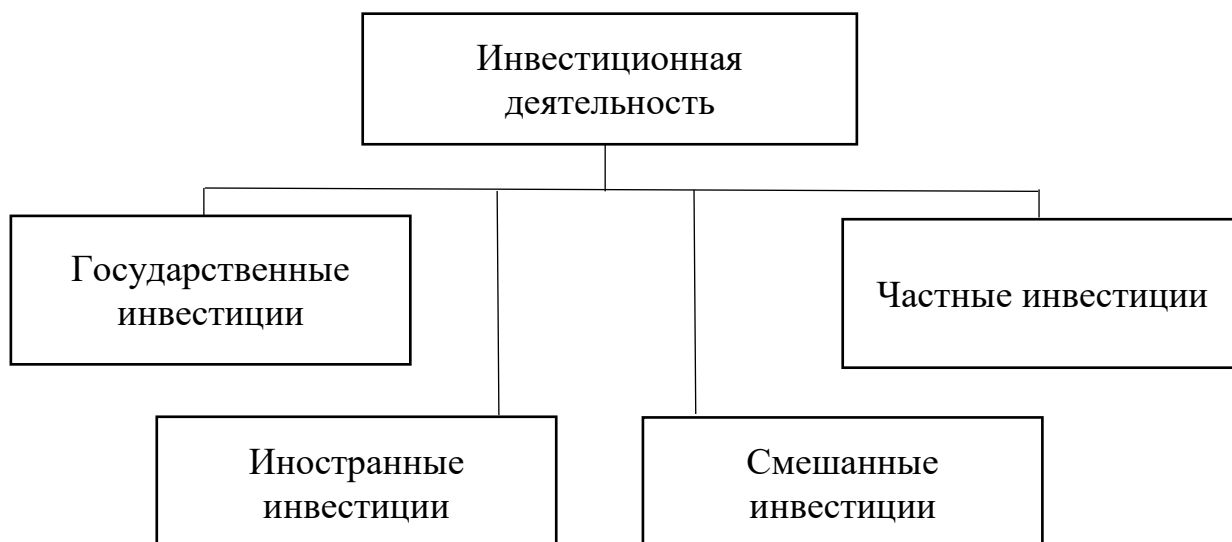 Инвестиционная
деятельность
Государственные
инвестиции
Частные инвестиции
Иностранные
инвестиции
Смешанные
инвестиции